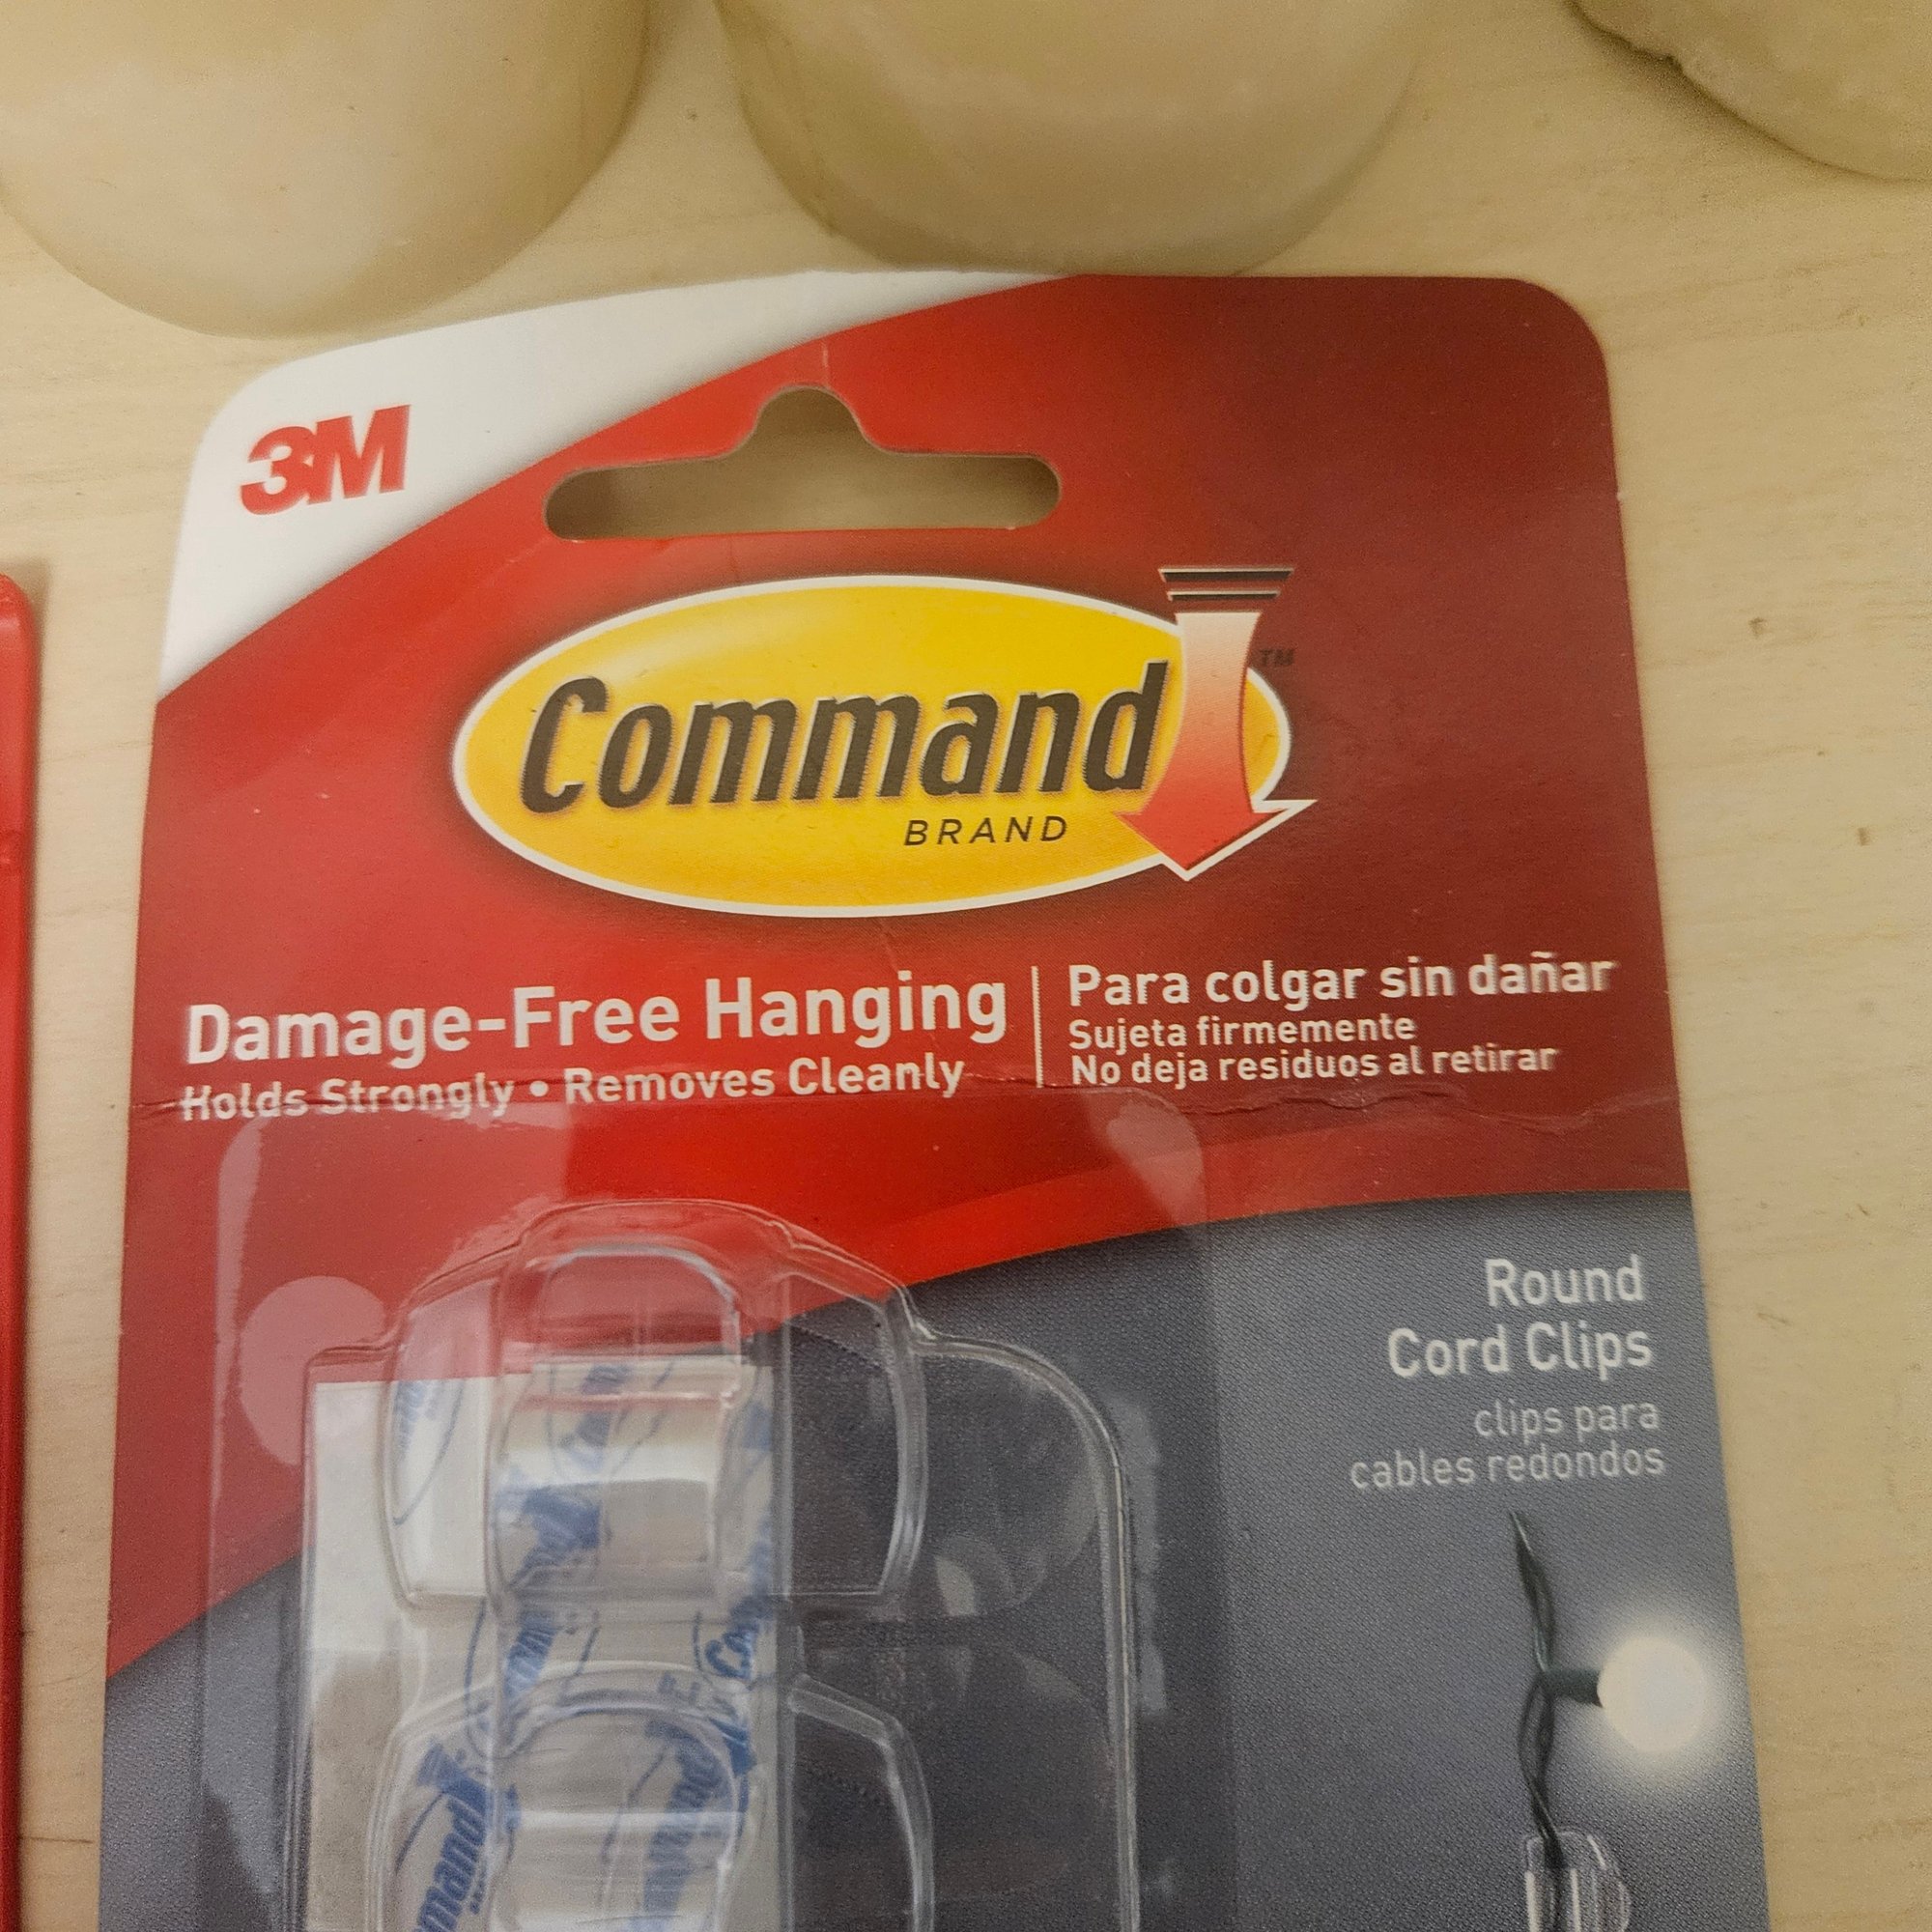 3M
Command™
BRAND
Damage-Free Hanging
Holds Strongly • Removes Cleanly
Para colgar sin dañar
Sujeta firmemente
No deja residuos al retirar
Round
Cord Clips
clips para
cables redondos